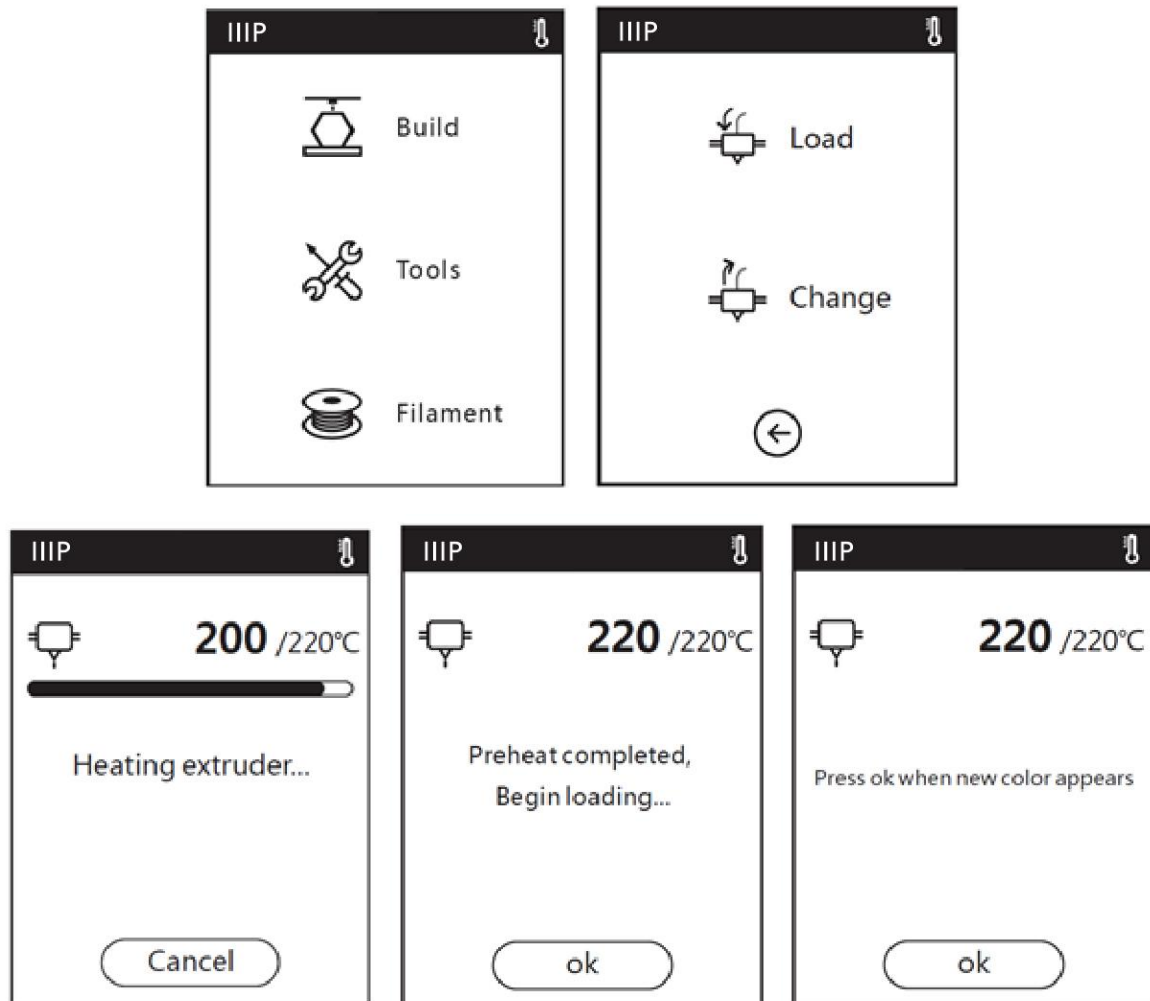 IIIP
Build
Tools
Filament
IIIP
Load
Change
IIIP
200 /220°C
Heating extruder...
Cancel
IIIP
220 /220°C
Preheat completed,
Begin loading...
ok
IIIP
220 /220°C
Press ok when new color appears
ok